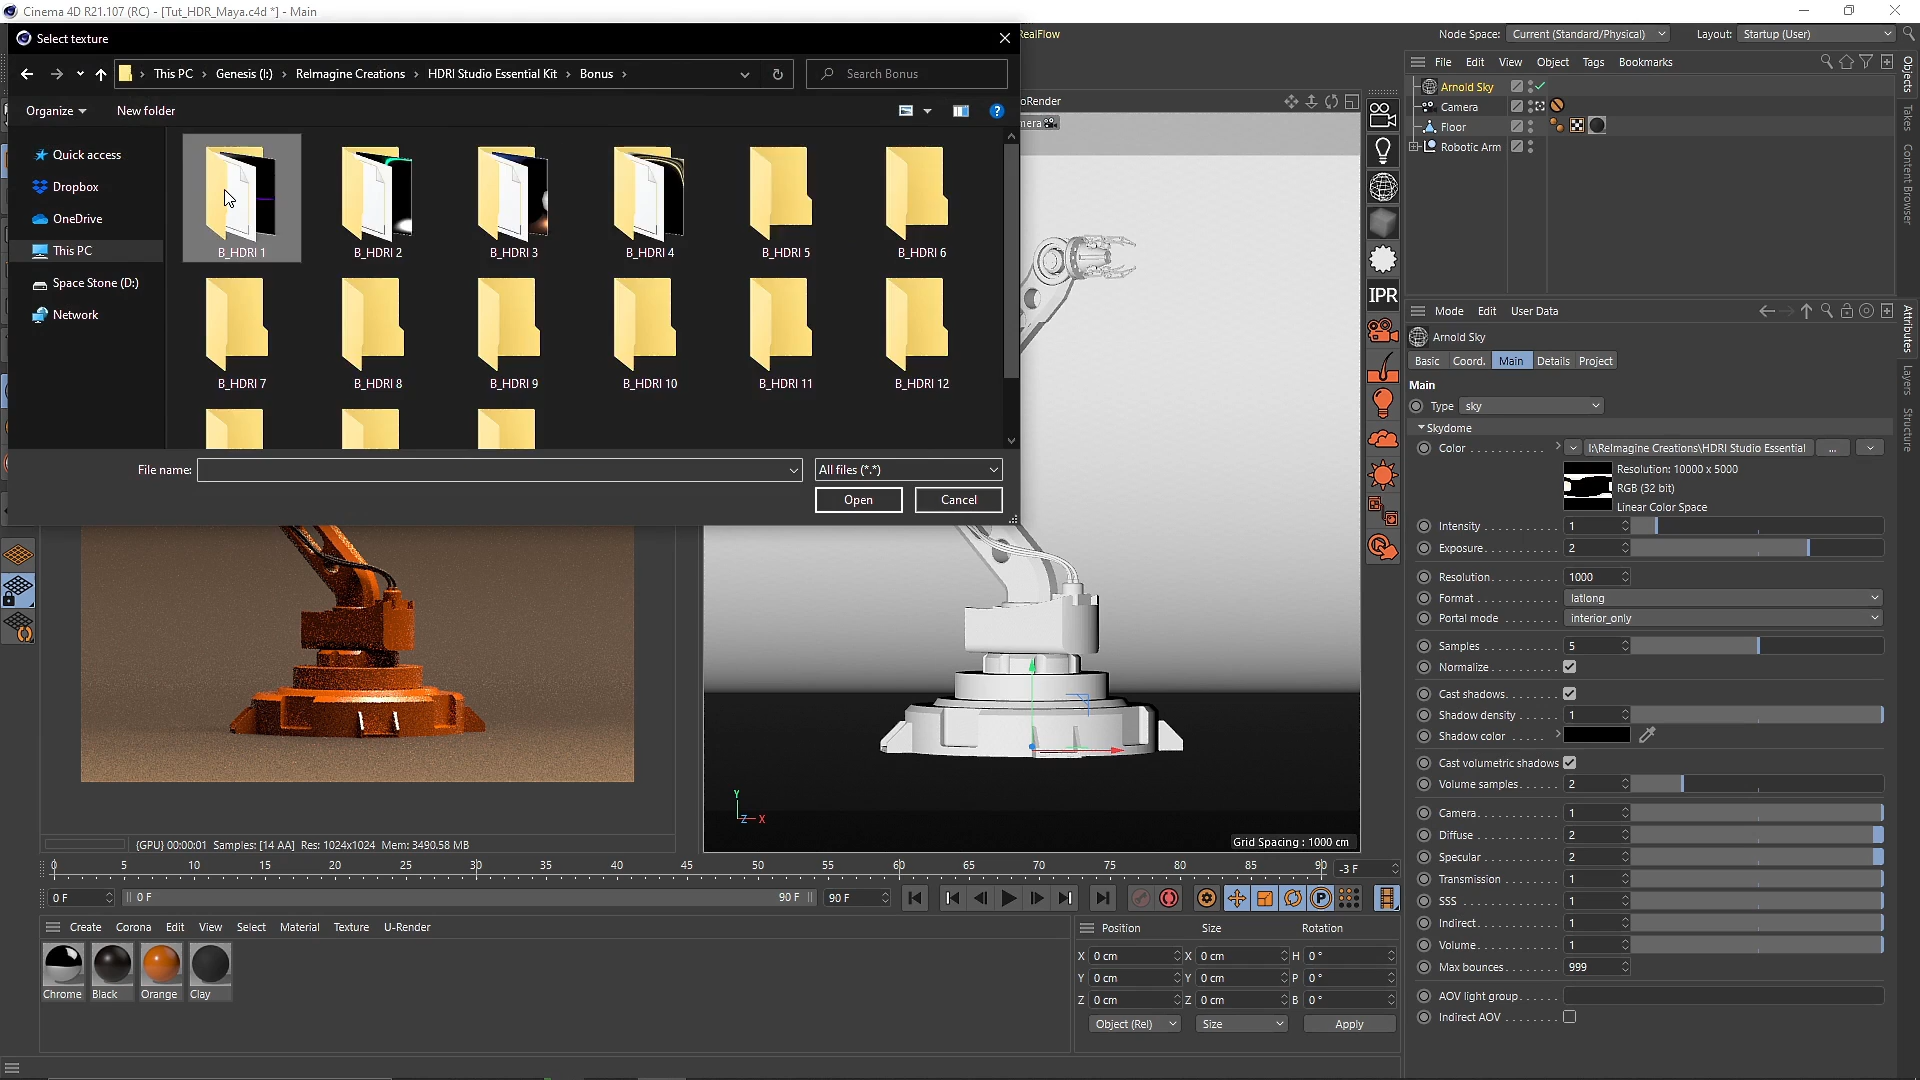 Cinema 4D R21.107 (RC) - [Tut_HDR_Maya.c4d *] - Main
Select texture
RealFlow
Node Space: Current (Standard/Physical) Layout: Startup (User)
This PC > Genesis (I:) > ReImagine Creations > HDRI Studio Essential Kit > Bonus >
Search Bonus
File Edit View Object Tags Bookmarks
Organize New folder
Quick access
Dropbox
OneDrive
This PC
Space Stone (D:)
Network
B_HDRI 1 B_HDRI 2 B_HDRI 3 B_HDRI 4 B_HDRI 5 B_HDRI 6
B_HDRI 7 B_HDRI 8 B_HDRI 9 B_HDRI 10 B_HDRI 11 B_HDRI 12
File name: All files (*.*)
Open Cancel
oRender
IPR
Arnold Sky
Camera
Floor
Robotic Arm
Objects
Takes
Content Browser
Attributes
Layers
Structure
Mode Edit User Data
Arnold Sky
Basic Coord. Main Details Project
Main
Type sky
Skydome
Color I:\ReImagine Creations\HDRI Studio Essential ...
Resolution: 10000 x 5000
RGB (32 bit)
Linear Color Space
Intensity 1
Exposure 2
Resolution 1000
Format latlong
Portal mode interior_only
Samples 5
Normalize
Cast shadows
Shadow density 1
Shadow color
Cast volumetric shadows
Volume samples 2
Camera 1
Diffuse 2
Specular 2
Transmission 1
SSS 1
Indirect 1
Volume 1
Max bounces 999
AOV light group
Indirect AOV
Y
Z X
Grid Spacing : 1000 cm
{GPU} 00:00:01 Samples: [14 AA] Res: 1024x1024 Mem: 3490.58 MB
0 5 10 15 20 25 30 35 40 45 50 55 60 65 70 75 80 85 90 -3 F
0 F 0 F 90 F 90 F
Create Corona Edit View Select Material Texture U-Render
Chrome Black Orange Clay
Position Size Rotation
X 0 cm X 0 cm H 0 °
Y 0 cm Y 0 cm P 0 °
Z 0 cm Z 0 cm B 0 °
Object (Rel) Size Apply